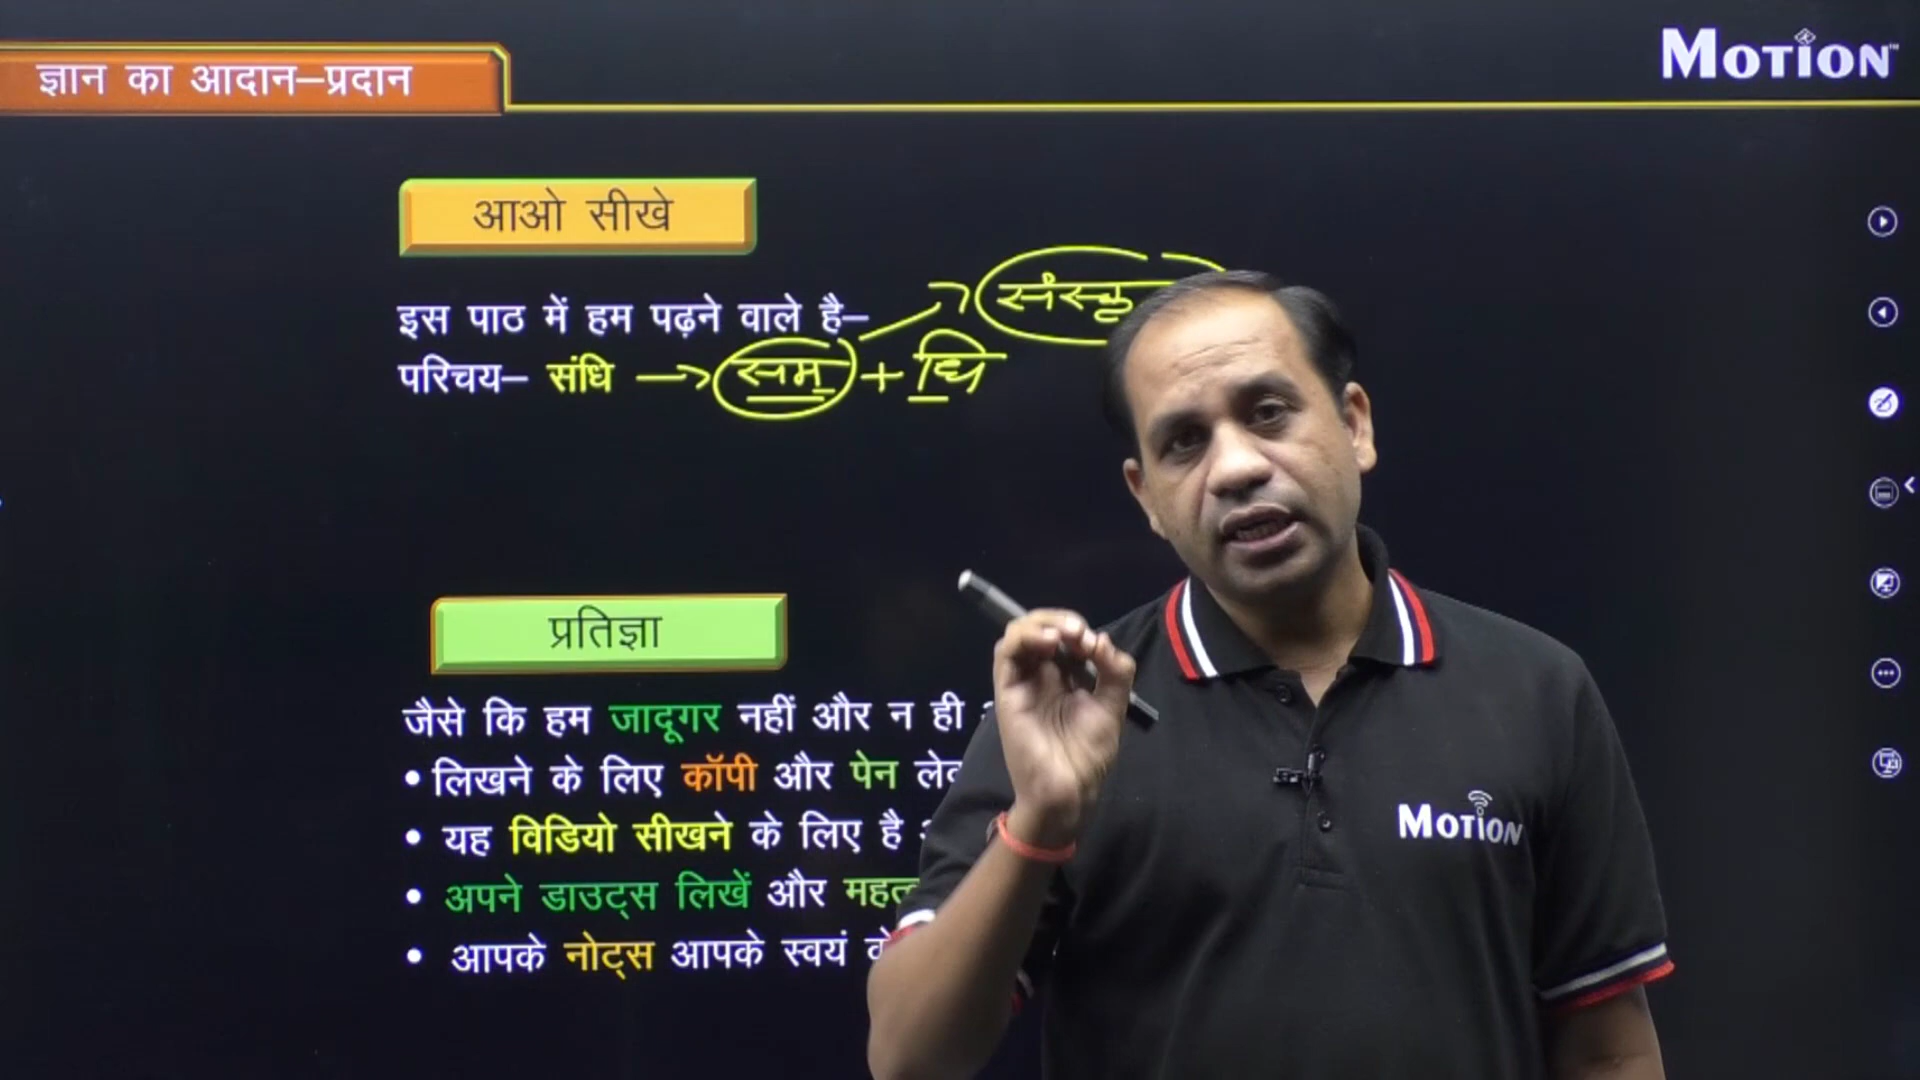 ज्ञान का आदान–प्रदान
MOTION™
आओ सीखे
इस पाठ में हम पढ़ने वाले है–
संस्कृ
परिचय– संधि → सम् + धि
प्रतिज्ञा
जैसे कि हम जादूगर नहीं और न ही
• लिखने के लिए कॉपी और पेन
• यह विडियो सीखने के लिए है
• अपने डाउट्स लिखें और
• आपके नोट्स आपके स्वयं
MOTION